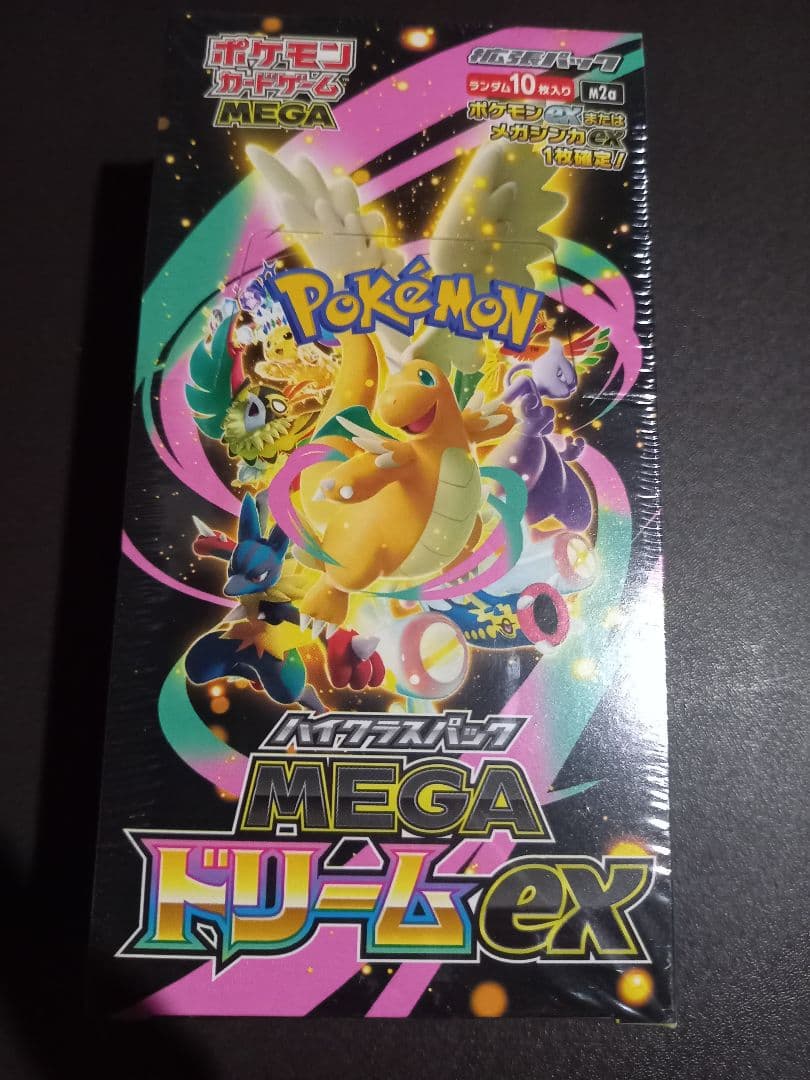 ポケモン
カードゲーム
MEGA
拡張パック
ランダム10枚入り
M2a
ポケモンexまたは
メガシンカex
1枚確定!
POKéMON
ハイクラスパック
MEGA
ドリームex